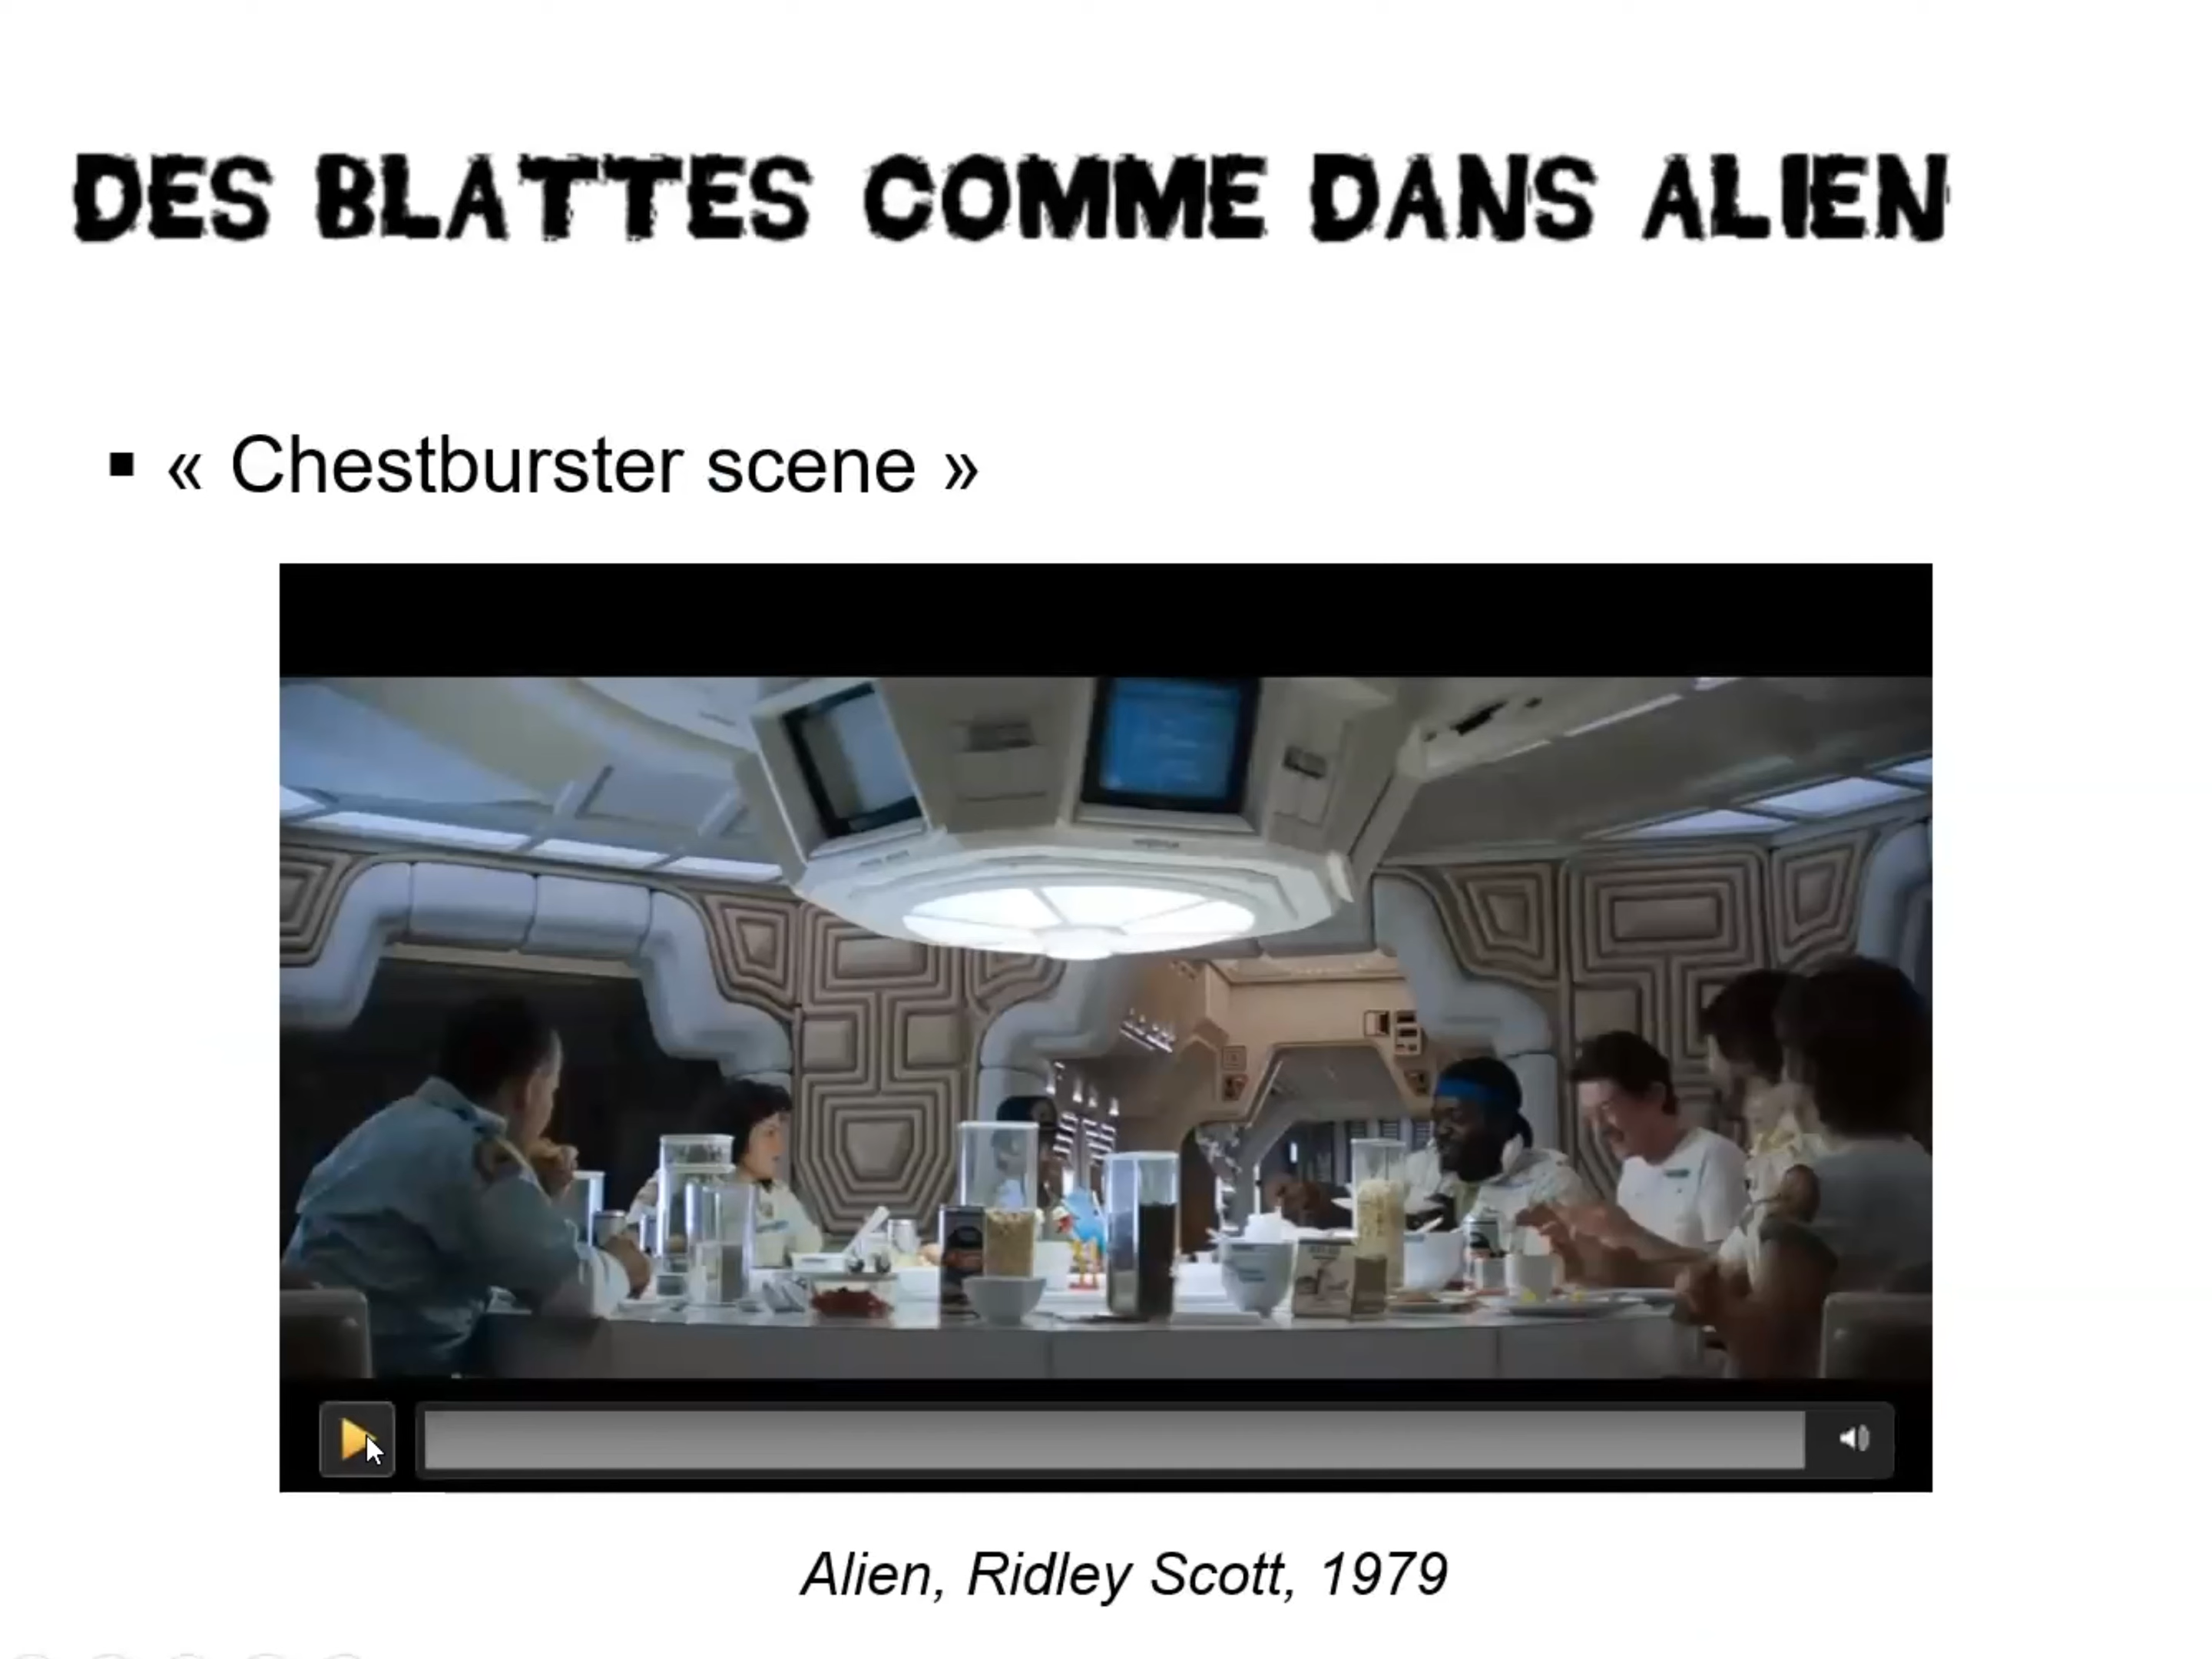 DES BLATTES COMME DANS ALIEN
▪ « Chestburster scene »
Alien, Ridley Scott, 1979